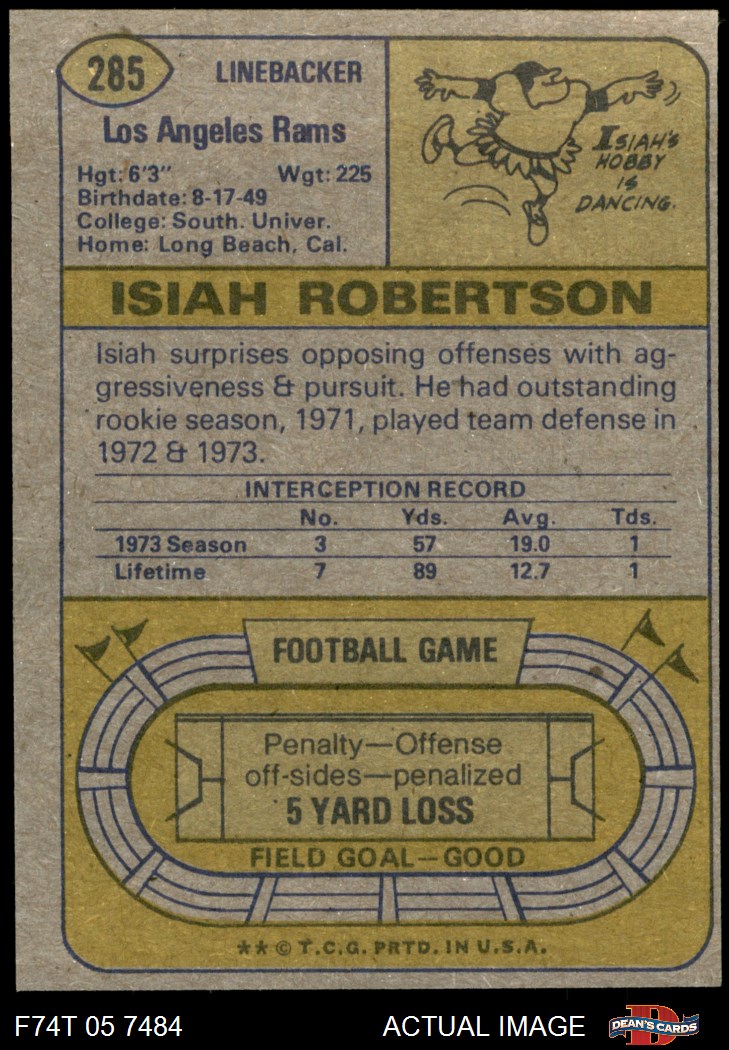 285
LINEBACKER
Los Angeles Rams
Hgt: 6'3" Wgt: 225
Birthdate: 8-17-49
College: South. Univer.
Home: Long Beach, Cal.
ISIAH'S
HOBBY
IS
DANCING.
ISIAH ROBERTSON
Isiah surprises opposing offenses with ag-
gressiveness & pursuit. He had outstanding
rookie season, 1971, played team defense in
1972 & 1973.
INTERCEPTION RECORD
No. Yds. Avg. Tds.
1973 Season 3 57 19.0 1
Lifetime 7 89 12.7 1
FOOTBALL GAME
Penalty—Offense
off-sides—penalized
5 YARD LOSS
FIELD GOAL—GOOD
** © T.C.G. PRTD. IN U.S.A.
F74T 05 7484 ACTUAL IMAGE
D
DEAN'S CARDS